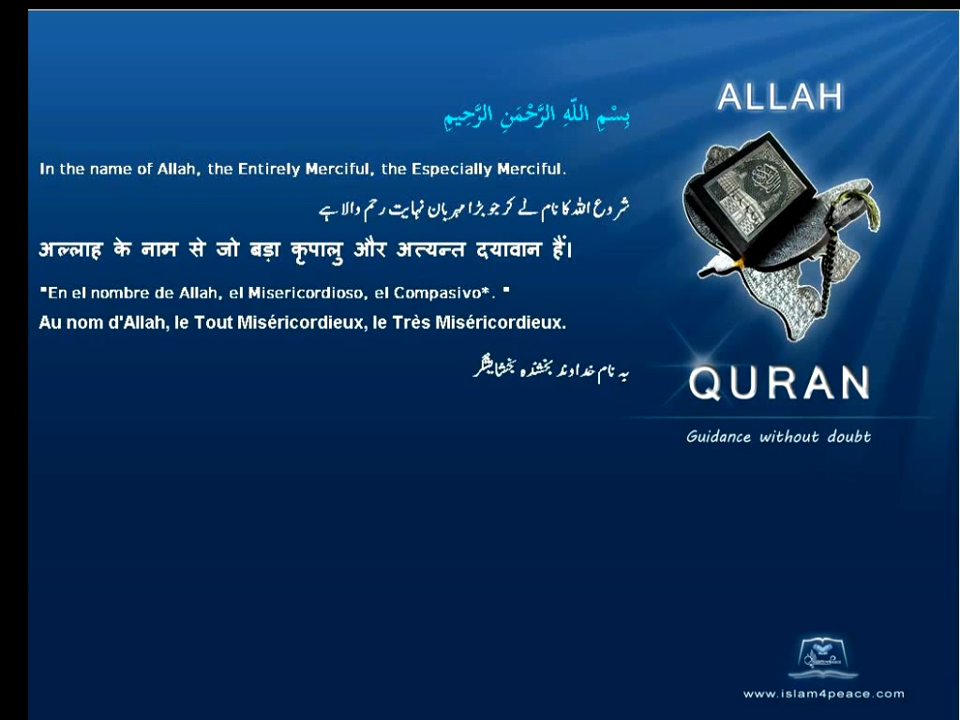 بِسْمِ اللّهِ الرَّحْمَنِ الرَّحِيمِ
In the name of Allah, the Entirely Merciful, the Especially Merciful.
شروع الله کا نام لے کر جو بڑا مہربان نہایت رحم والا ہے
अल्लाह के नाम से जो बड़ा कृपालु और अत्यन्त दयावान हैं।
"En el nombre de Allah, el Misericordioso, el Compasivo*. "
Au nom d'Allah, le Tout Miséricordieux, le Très Miséricordieux.
به نام خداوند بخشنده بخشایشگر
ALLAH
QURAN
Guidance without doubt
www.islam4peace.com